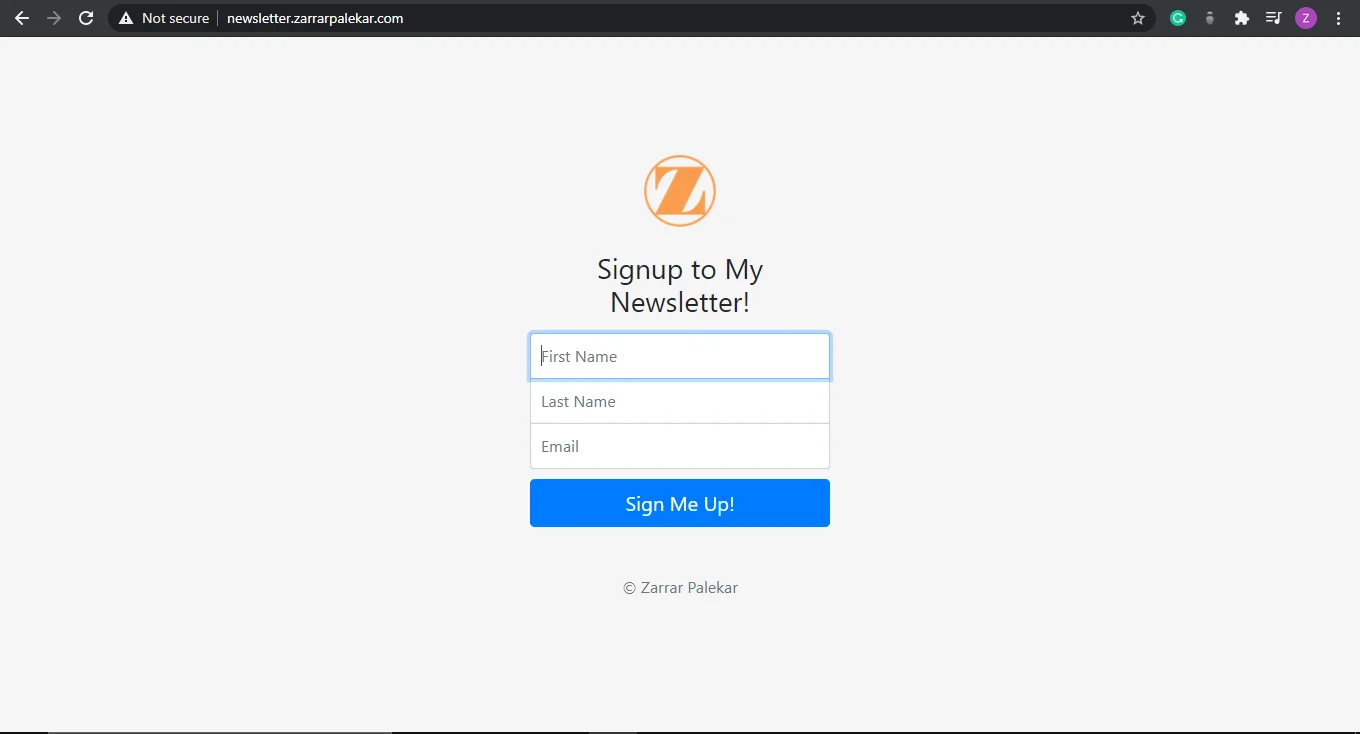 Not secure newsletter.zarrarpalekar.com
G
Z
Z
Signup to My
Newsletter!
First Name
Last Name
Email
Sign Me Up!
© Zarrar Palekar